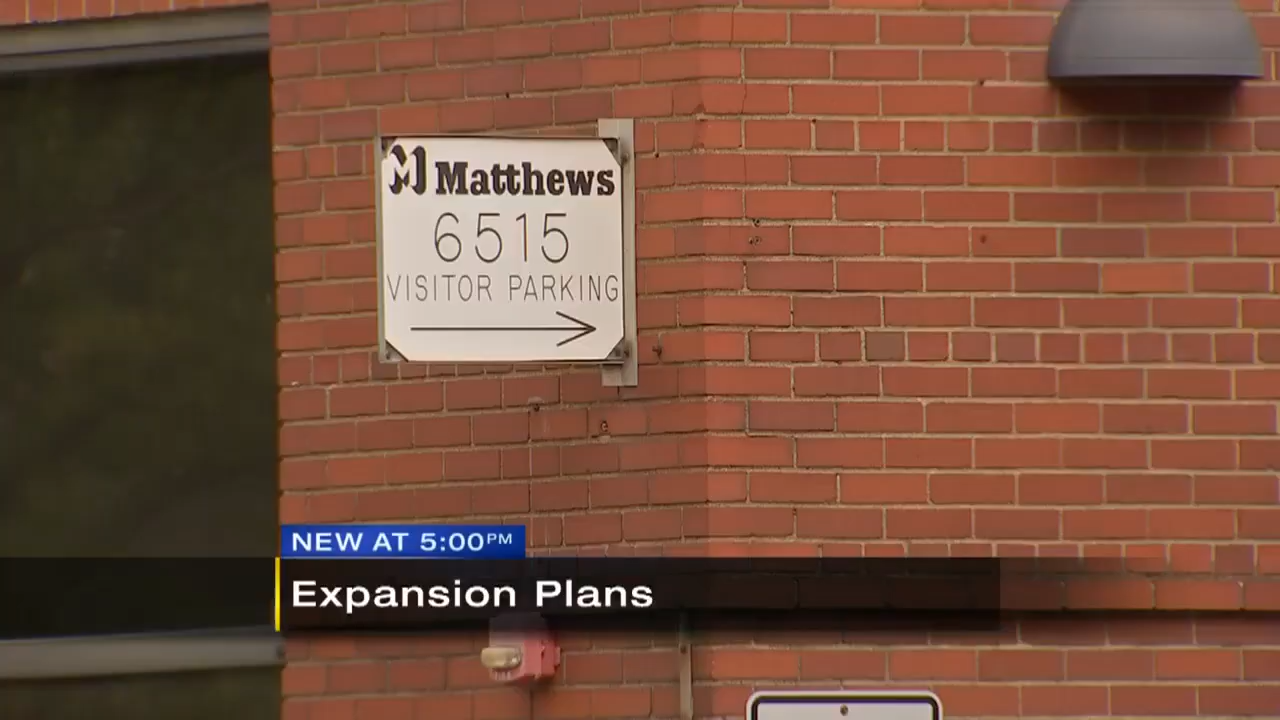 M Matthews
6515
VISITOR PARKING
NEW AT 5:00PM
Expansion Plans